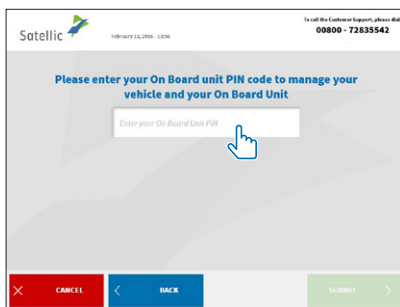 Satellic
February 12, 2016 - 13:00
To call the Customer Support, please dial
00800 - 72835542
Please enter your On Board unit PIN code to manage your
vehicle and your On Board Unit
Enter your On Board Unit PIN
CANCEL
BACK
SUBMIT